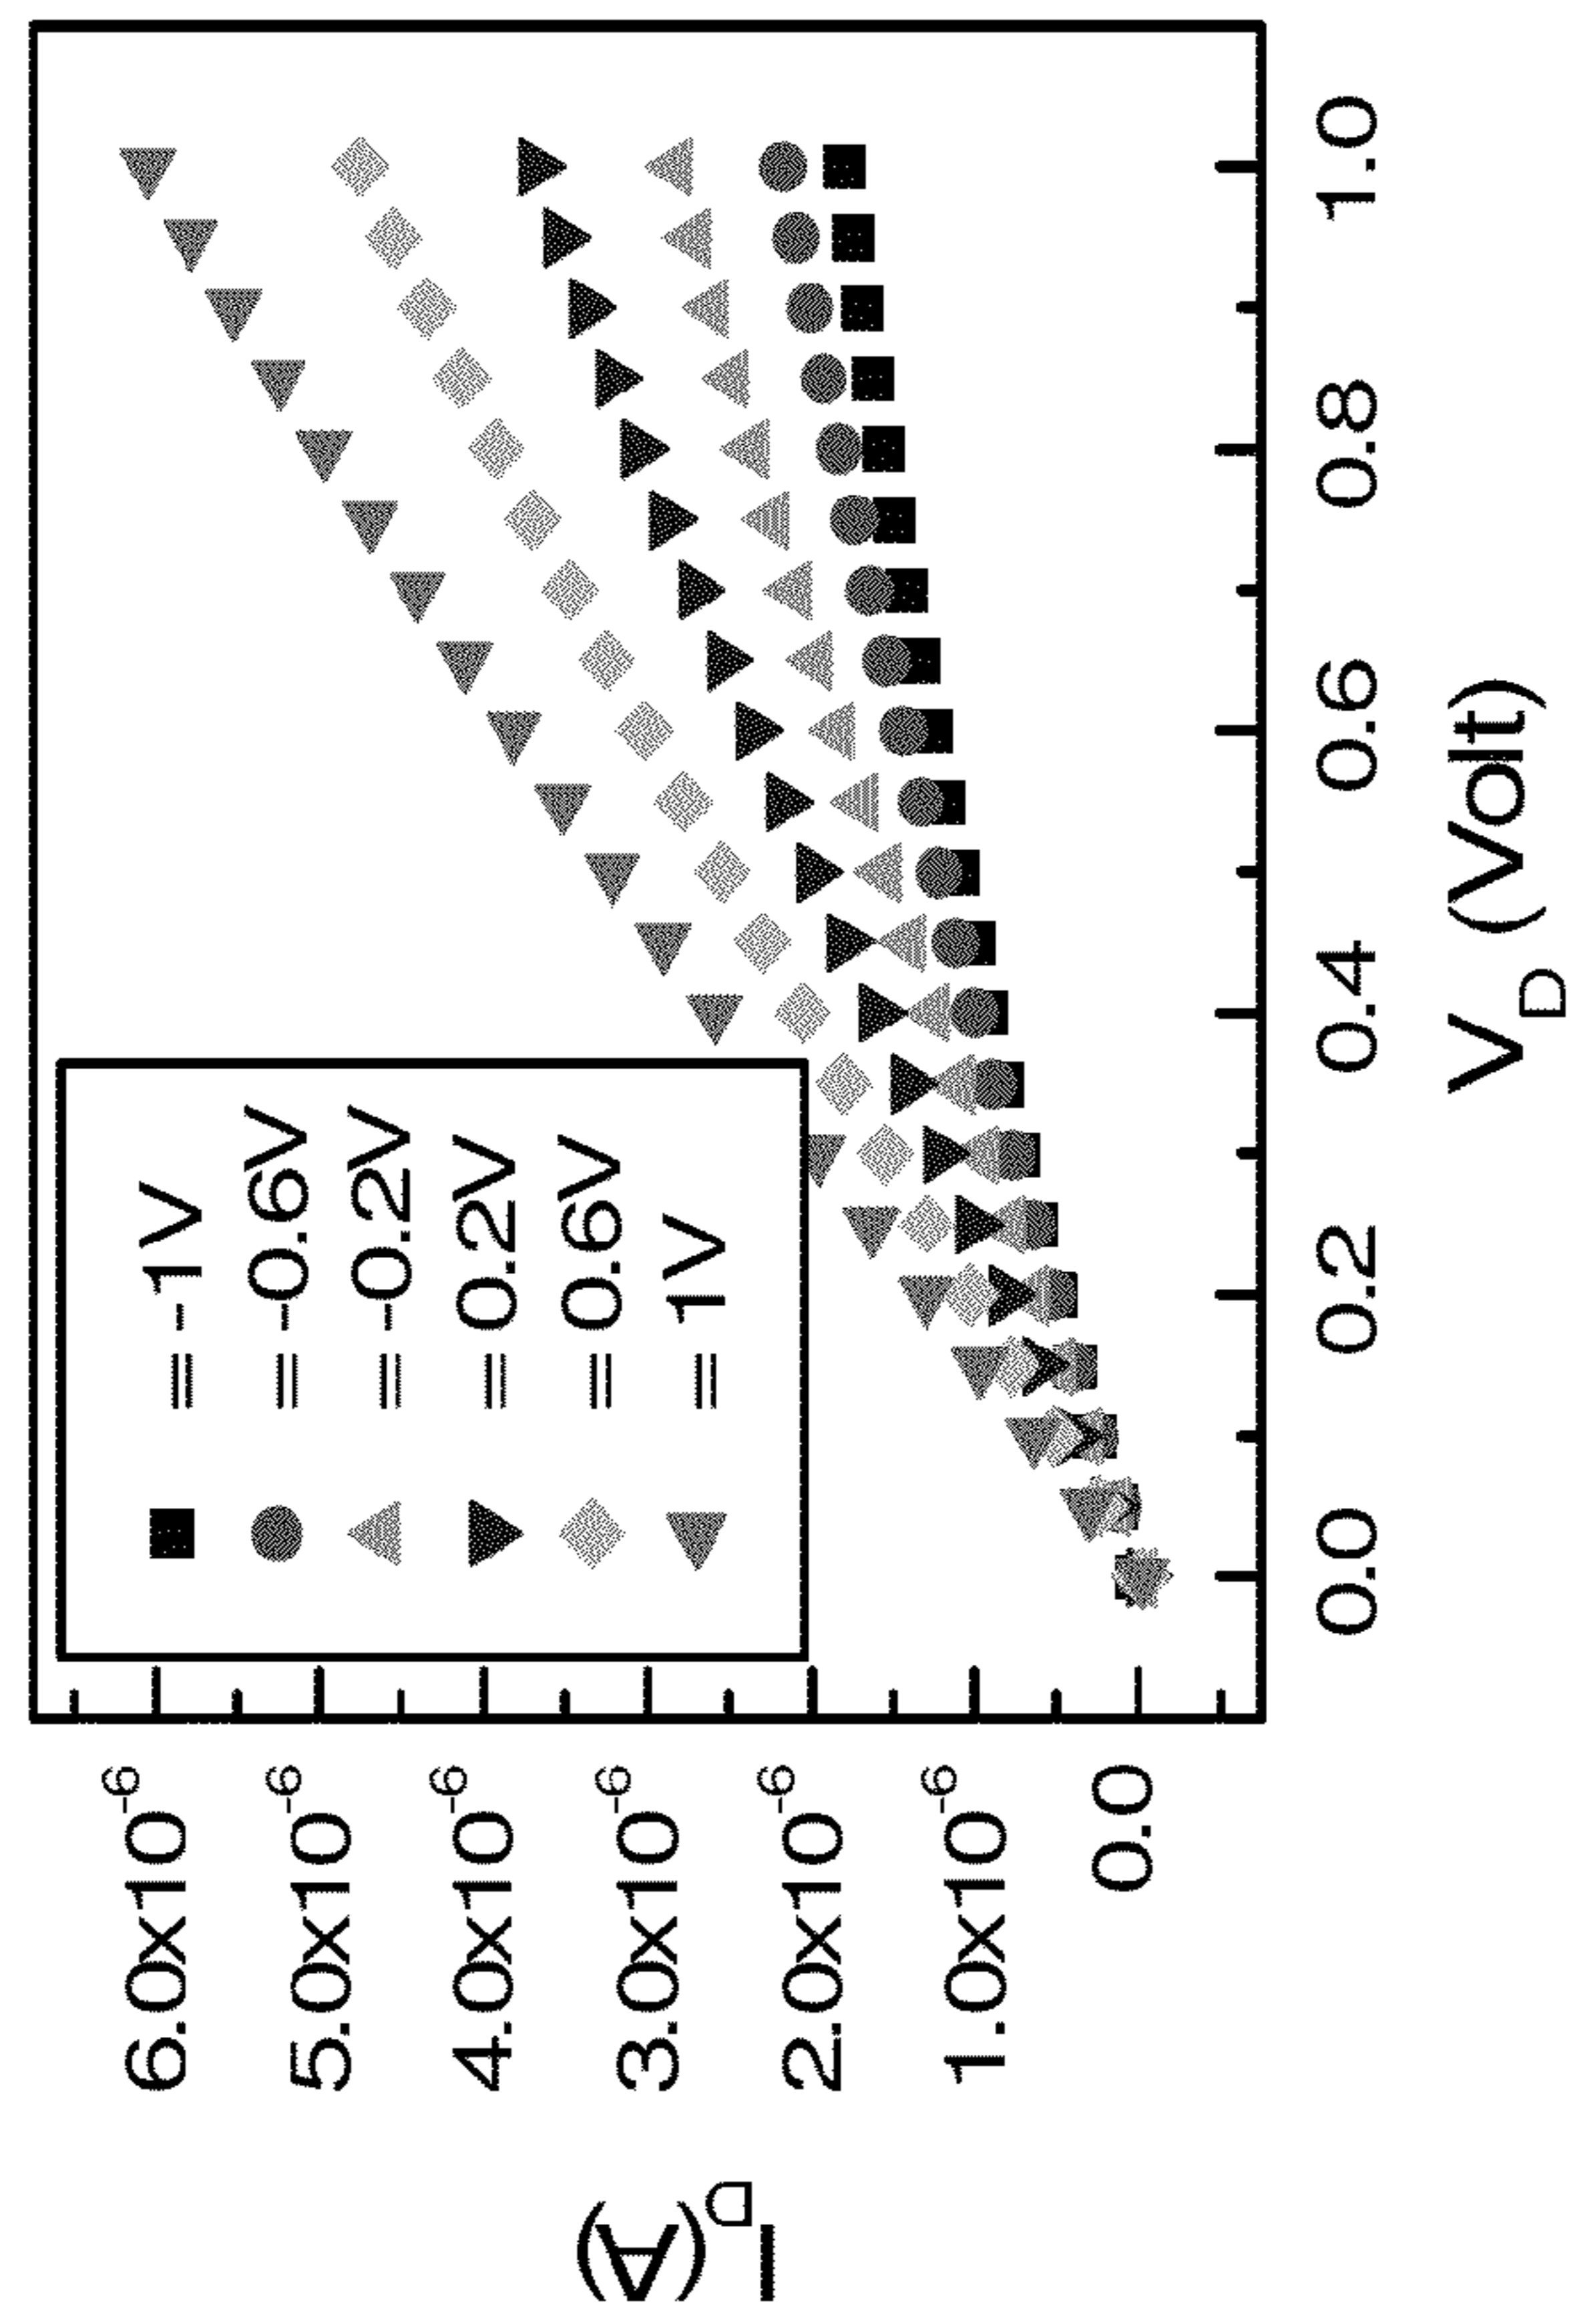 = -1V
= -0.6V
= -0.2V
= 0.2V
= 0.6V
= 1V
6.0x10-6
5.0x10-6
4.0x10-6
3.0x10-6
2.0x10-6
1.0x10-6
0.0
ID(A)
0.0 0.2 0.4 0.6 0.8 1.0
VD (Volt)